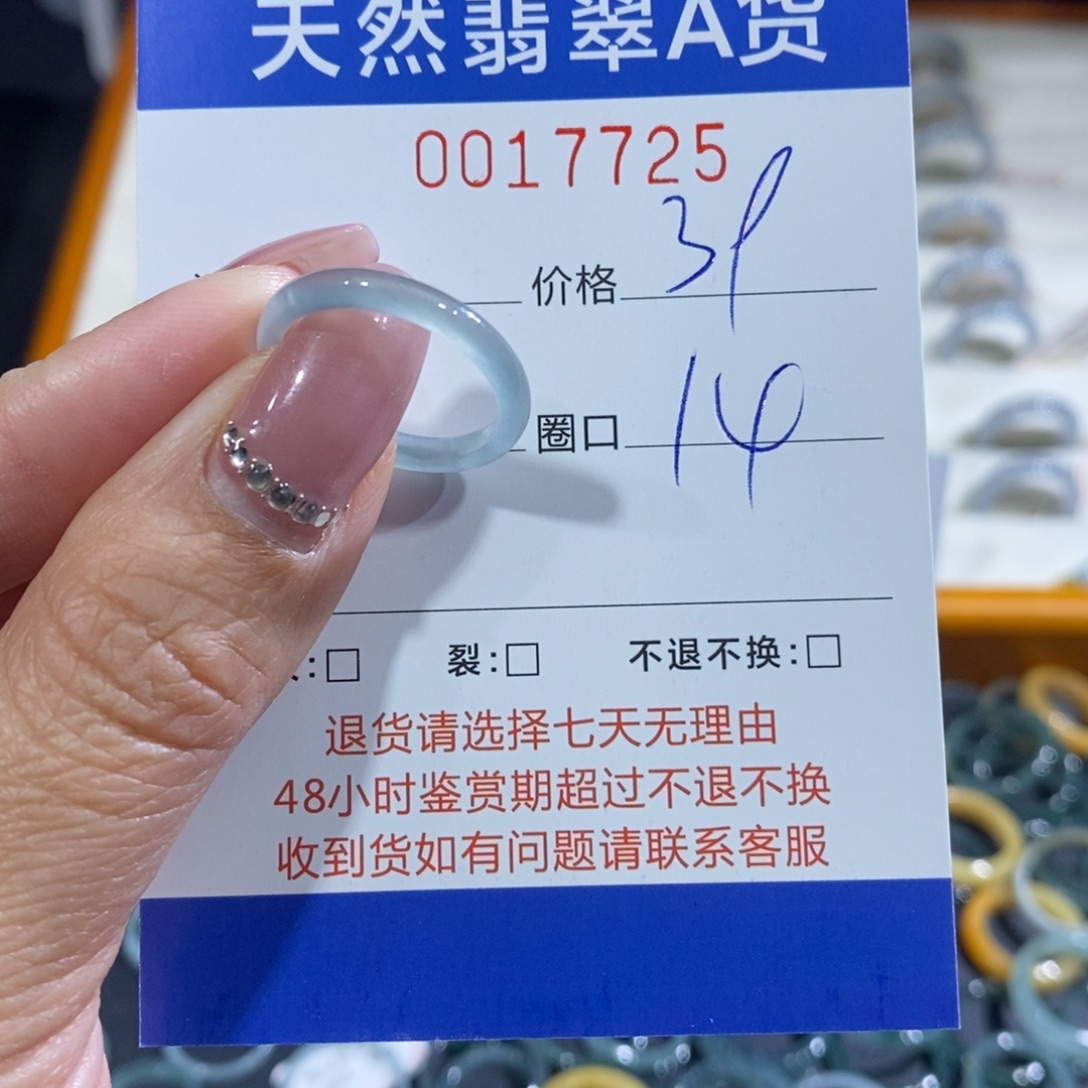 天然翡翠A货
0017725
价格 39
圈口 14
:□ 裂:□ 不退不换:□
退货请选择七天无理由
48小时鉴赏期超过不退不换
收到货如有问题请联系客服